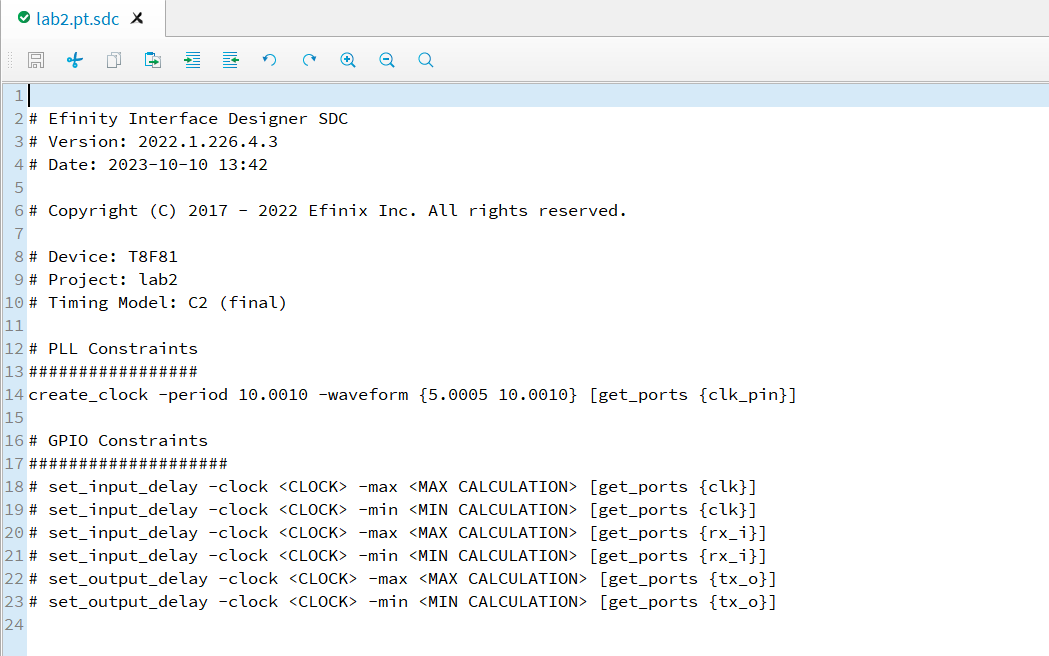 lab2.pt.sdc
1
2 # Efinity Interface Designer SDC
3 # Version: 2022.1.226.4.3
4 # Date: 2023-10-10 13:42
5
6 # Copyright (C) 2017 - 2022 Efinix Inc. All rights reserved.
7
8 # Device: T8F81
9 # Project: lab2
10 # Timing Model: C2 (final)
11
12 # PLL Constraints
13 #################
14 create_clock -period 10.0010 -waveform {5.0005 10.0010} [get_ports {clk_pin}]
15
16 # GPIO Constraints
17 ####################
18 # set_input_delay -clock <CLOCK> -max <MAX CALCULATION> [get_ports {clk}]
19 # set_input_delay -clock <CLOCK> -min <MIN CALCULATION> [get_ports {clk}]
20 # set_input_delay -clock <CLOCK> -max <MAX CALCULATION> [get_ports {rx_i}]
21 # set_input_delay -clock <CLOCK> -min <MIN CALCULATION> [get_ports {rx_i}]
22 # set_output_delay -clock <CLOCK> -max <MAX CALCULATION> [get_ports {tx_o}]
23 # set_output_delay -clock <CLOCK> -min <MIN CALCULATION> [get_ports {tx_o}]
24